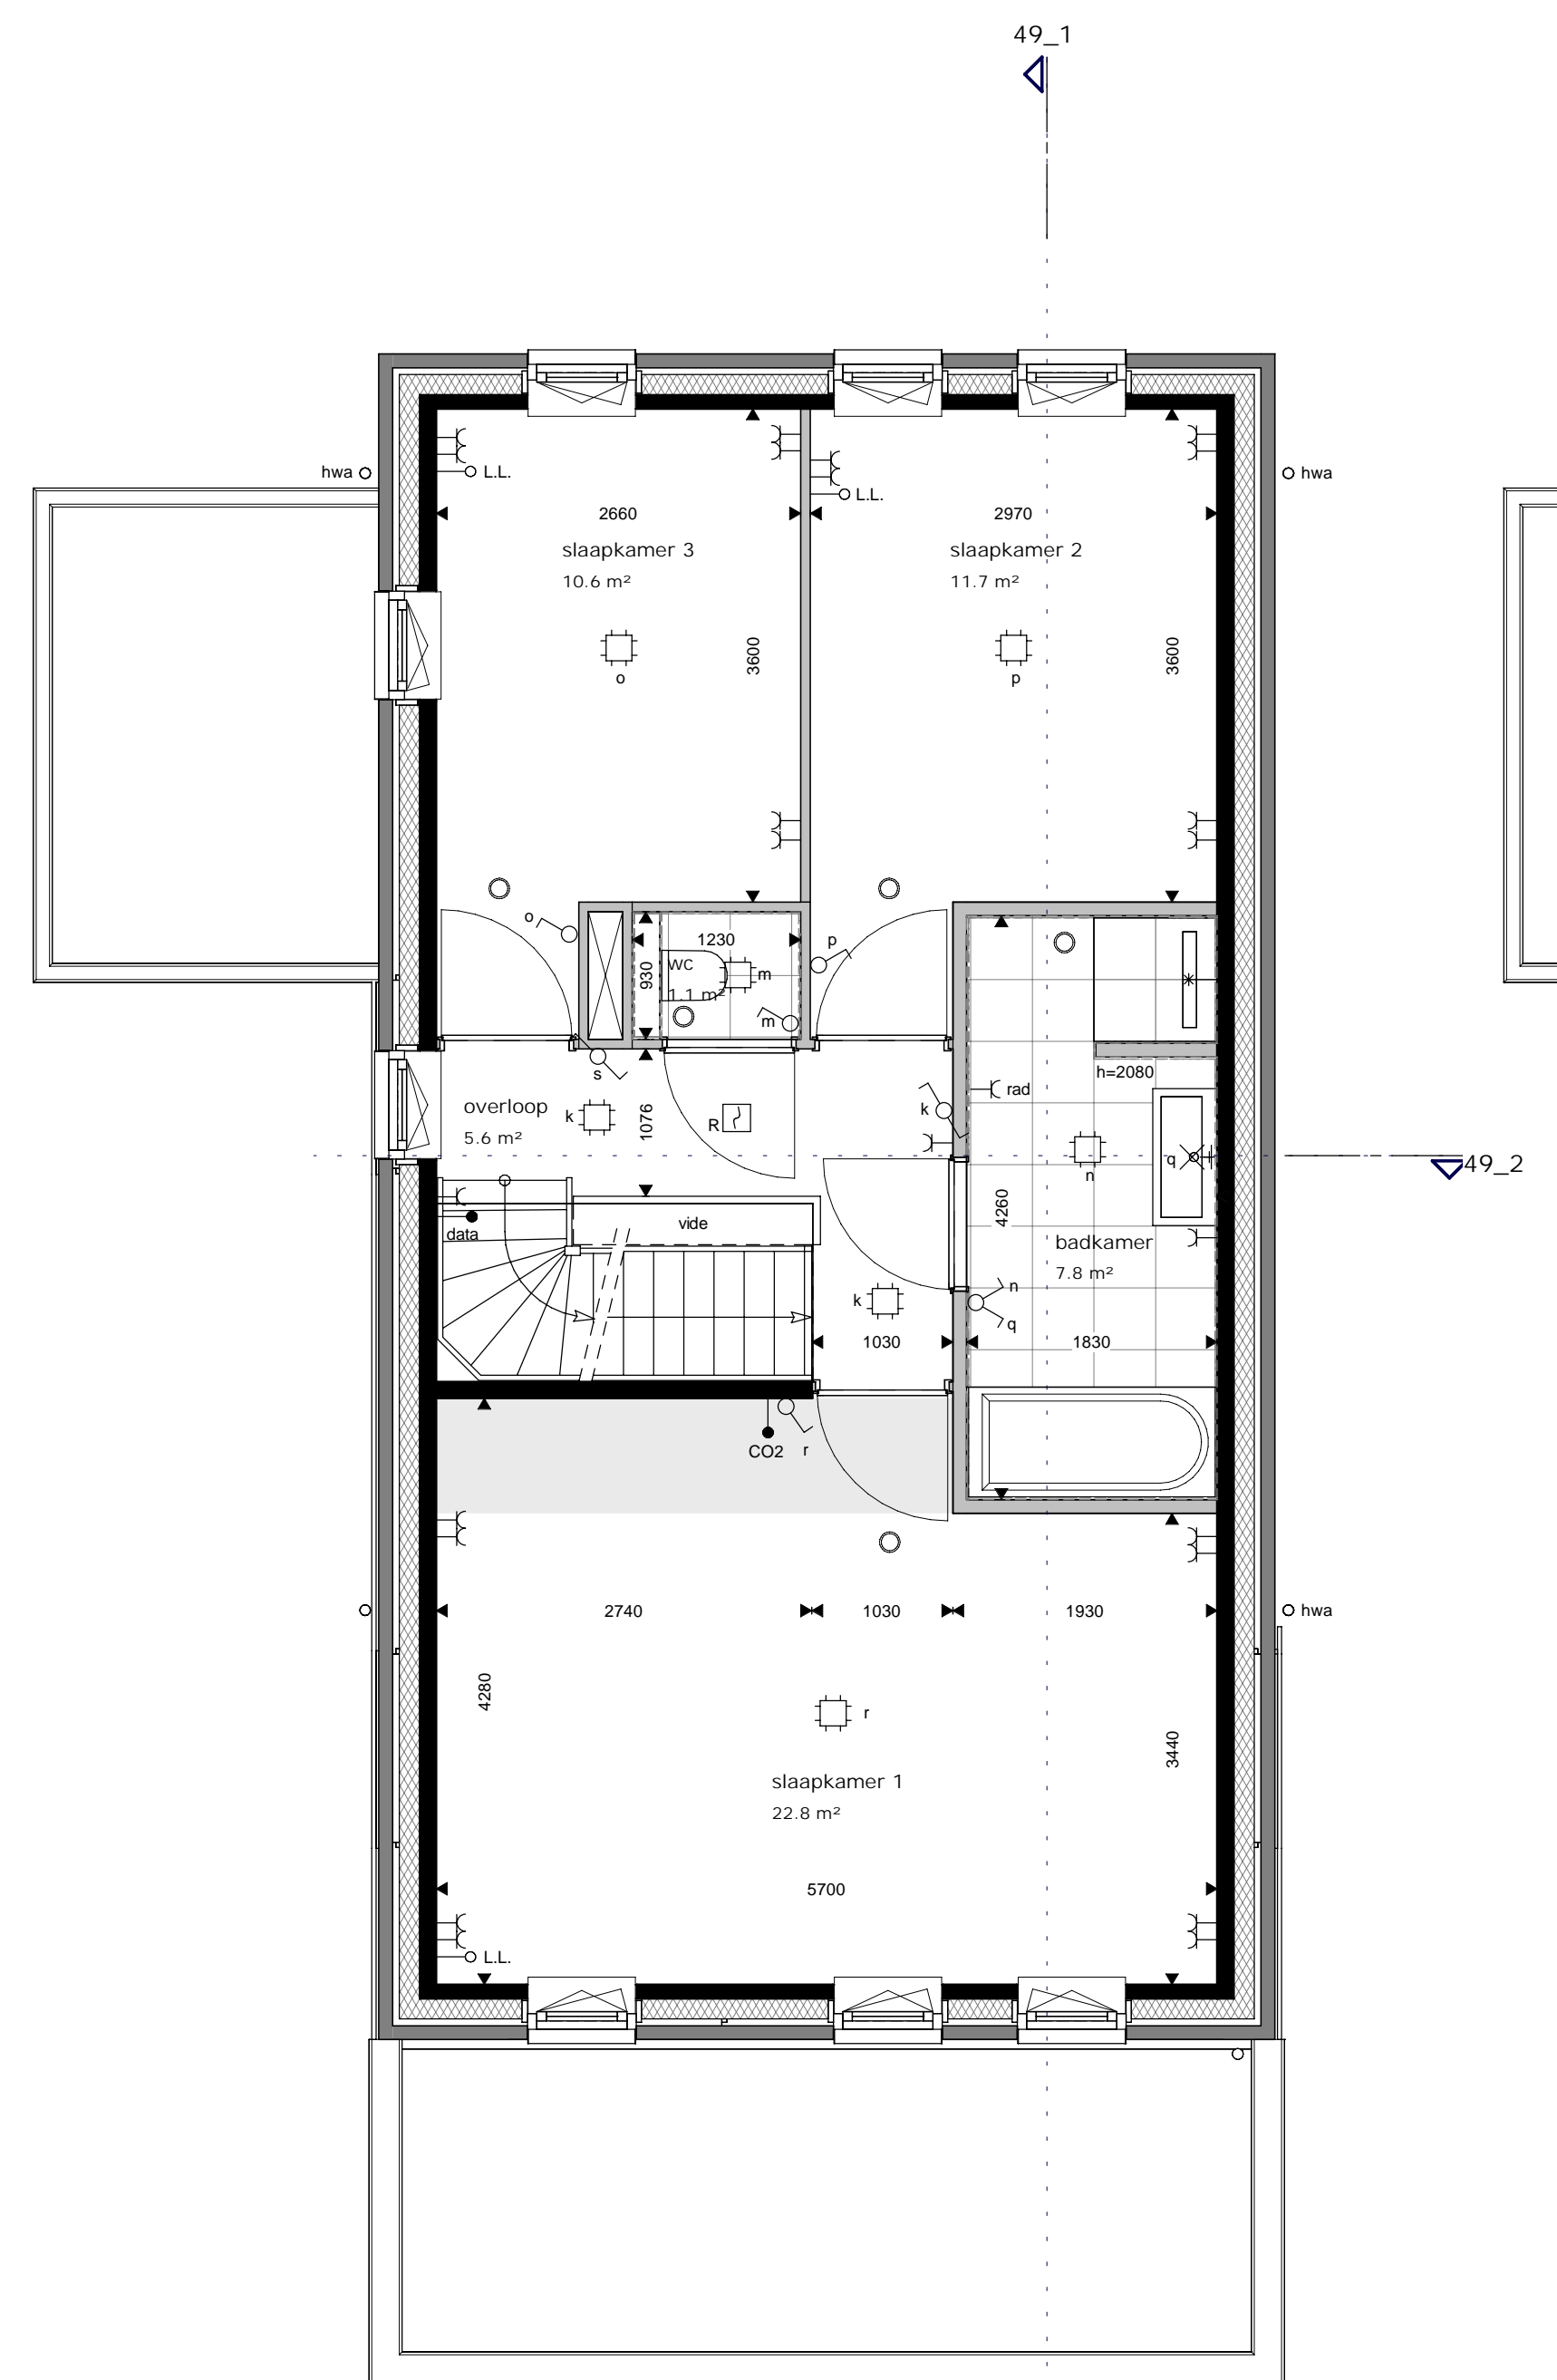 49_1
hwa
L.L.
L.L.
hwa
2660
2970
slaapkamer 3
10.6 m²
slaapkamer 2
11.7 m²
3600
3600
o
p
o
1230
p
930
wc
1.1 m²
m
m
s
h=2080
rad
overloop
5.6 m²
k
1076
R
k
n
q
49_2
data
vide
4260
badkamer
7.8 m²
k
n
q
1030
1830
CO2
r
2740
1030
1930
hwa
4280
r
3440
slaapkamer 1
22.8 m²
5700
L.L.